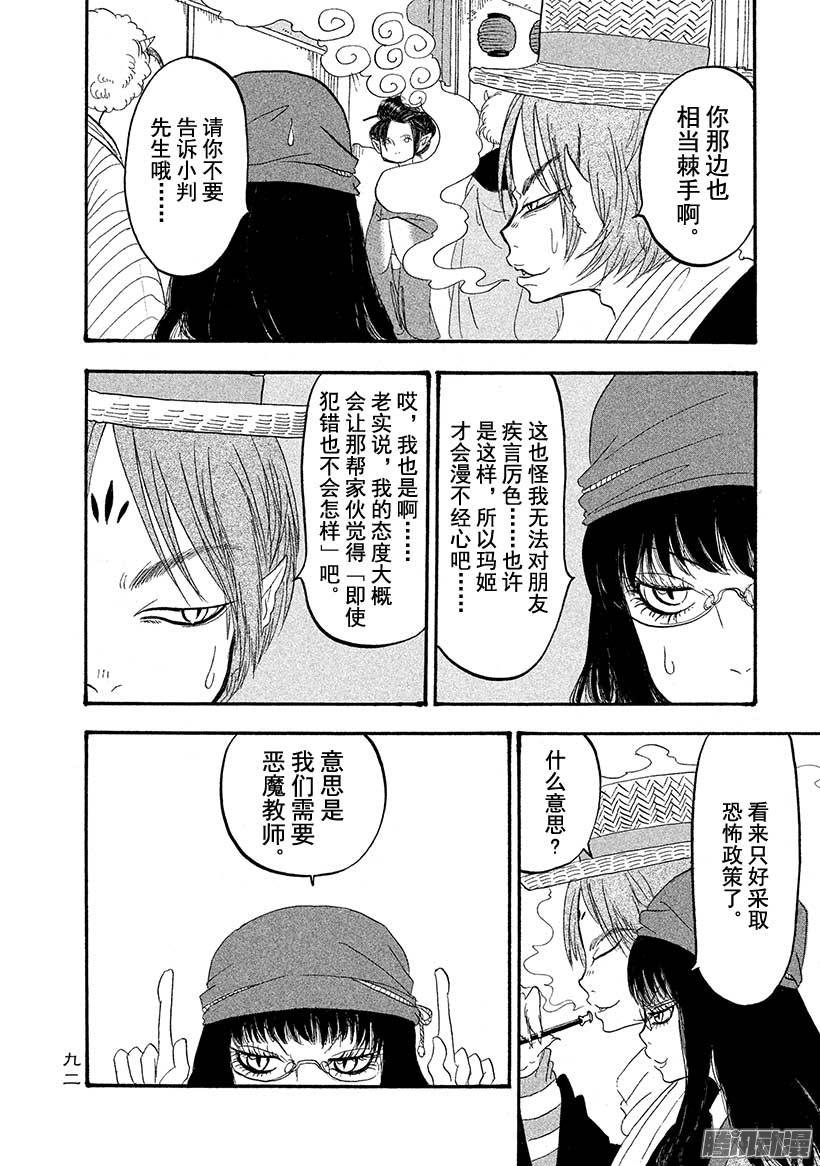 你那边也
相当棘手啊。
请你不要
告诉小判
先生哦……
这也怪我无法对朋友
疾言厉色……也许
是这样，所以玛姬
才会漫不经心吧……
哎，我也是啊……
老实说，我的态度大概
会让那帮家伙觉得「即使
犯错也不会怎样」吧。
看来只好采取
恐怖政策了。
什么意思？
意思是
我们需要
恶魔教师。
九二
腾讯动漫